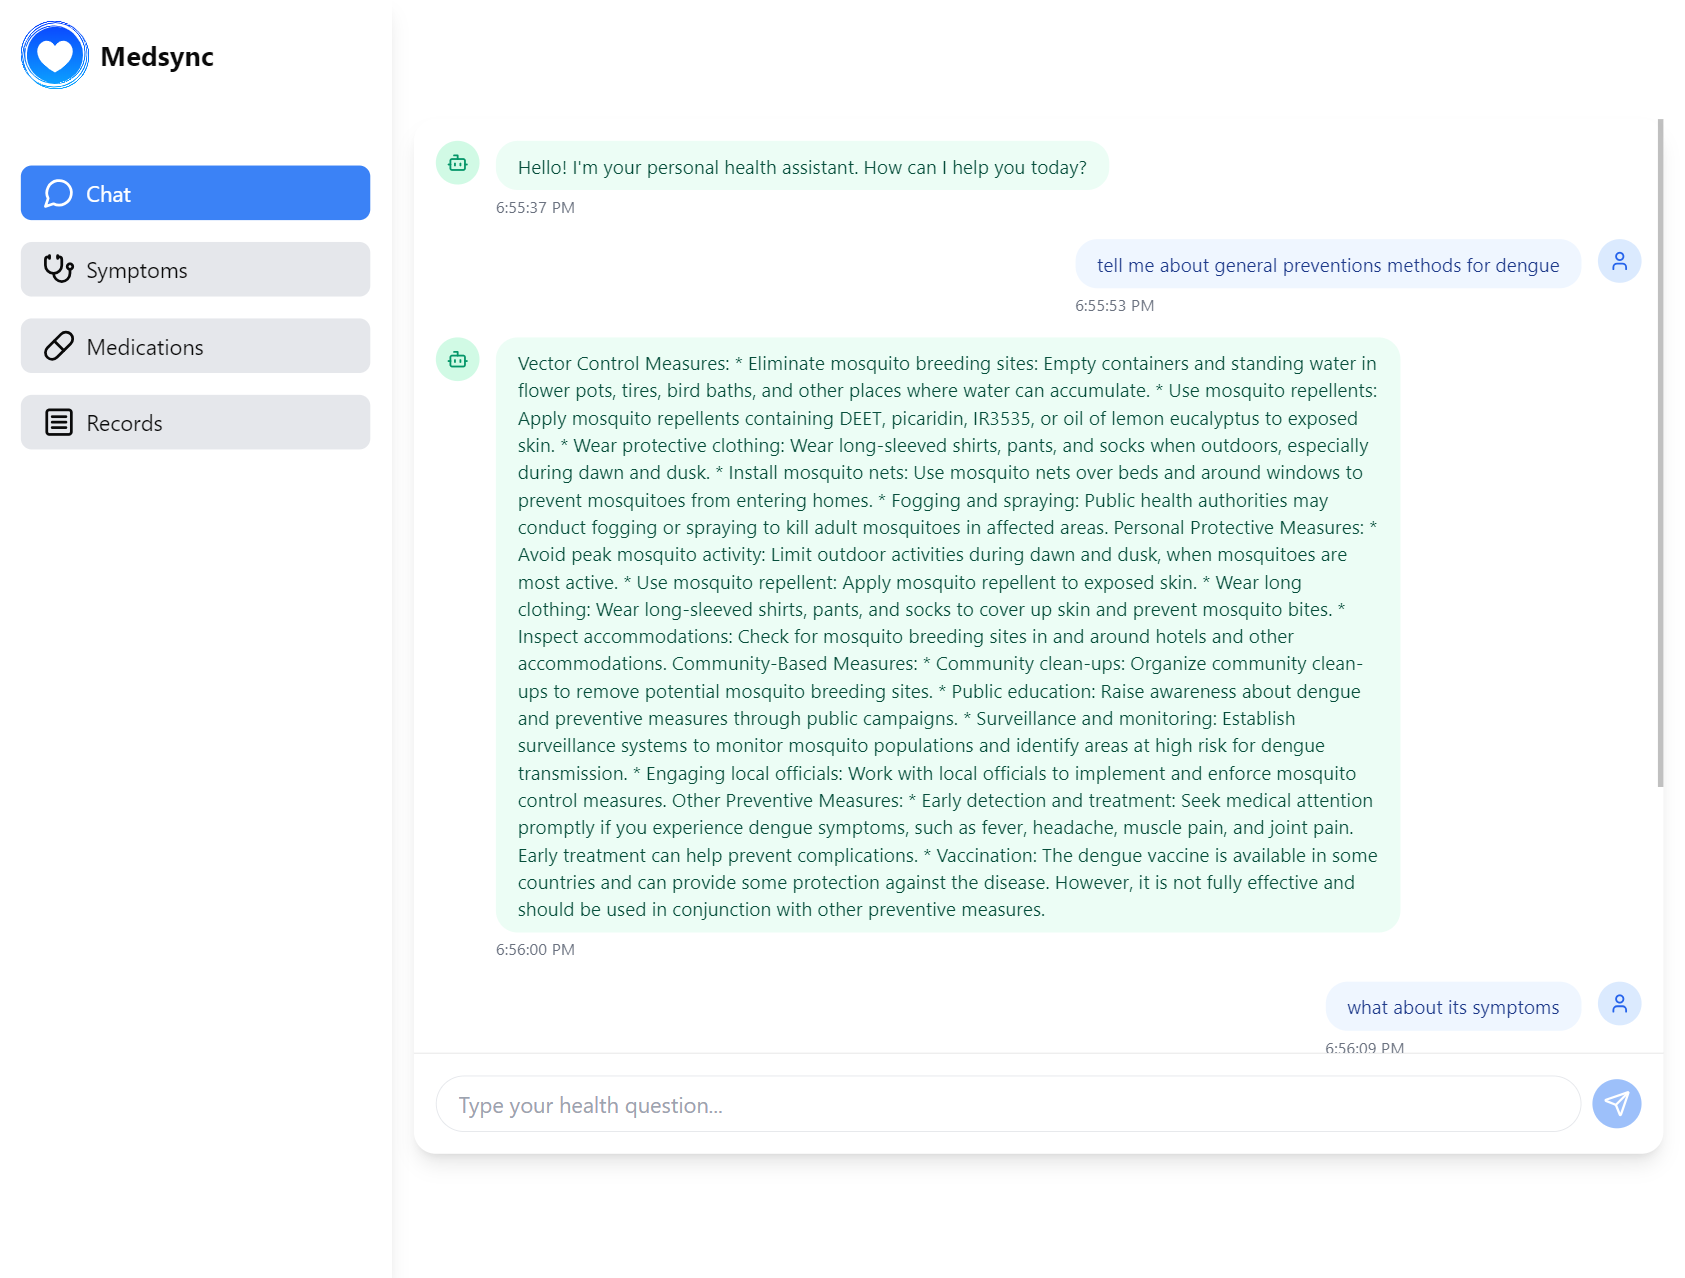 Medsync
Chat
Symptoms
Medications
Records
Hello! I'm your personal health assistant. How can I help you today?
6:55:37 PM
tell me about general preventions methods for dengue
6:55:53 PM
Vector Control Measures: * Eliminate mosquito breeding sites: Empty containers and standing water in
flower pots, tires, bird baths, and other places where water can accumulate. * Use mosquito repellents:
Apply mosquito repellents containing DEET, picaridin, IR3535, or oil of lemon eucalyptus to exposed
skin. * Wear protective clothing: Wear long-sleeved shirts, pants, and socks when outdoors, especially
during dawn and dusk. * Install mosquito nets: Use mosquito nets over beds and around windows to
prevent mosquitoes from entering homes. * Fogging and spraying: Public health authorities may
conduct fogging or spraying to kill adult mosquitoes in affected areas. Personal Protective Measures: *
Avoid peak mosquito activity: Limit outdoor activities during dawn and dusk, when mosquitoes are
most active. * Use mosquito repellent: Apply mosquito repellent to exposed skin. * Wear long
clothing: Wear long-sleeved shirts, pants, and socks to cover up skin and prevent mosquito bites. *
Inspect accommodations: Check for mosquito breeding sites in and around hotels and other
accommodations. Community-Based Measures: * Community clean-ups: Organize community clean-
ups to remove potential mosquito breeding sites. * Public education: Raise awareness about dengue
and preventive measures through public campaigns. * Surveillance and monitoring: Establish
surveillance systems to monitor mosquito populations and identify areas at high risk for dengue
transmission. * Engaging local officials: Work with local officials to implement and enforce mosquito
control measures. Other Preventive Measures: * Early detection and treatment: Seek medical attention
promptly if you experience dengue symptoms, such as fever, headache, muscle pain, and joint pain.
Early treatment can help prevent complications. * Vaccination: The dengue vaccine is available in some
countries and can provide some protection against the disease. However, it is not fully effective and
should be used in conjunction with other preventive measures.
6:56:00 PM
what about its symptoms
6:56:09 PM
Type your health question...